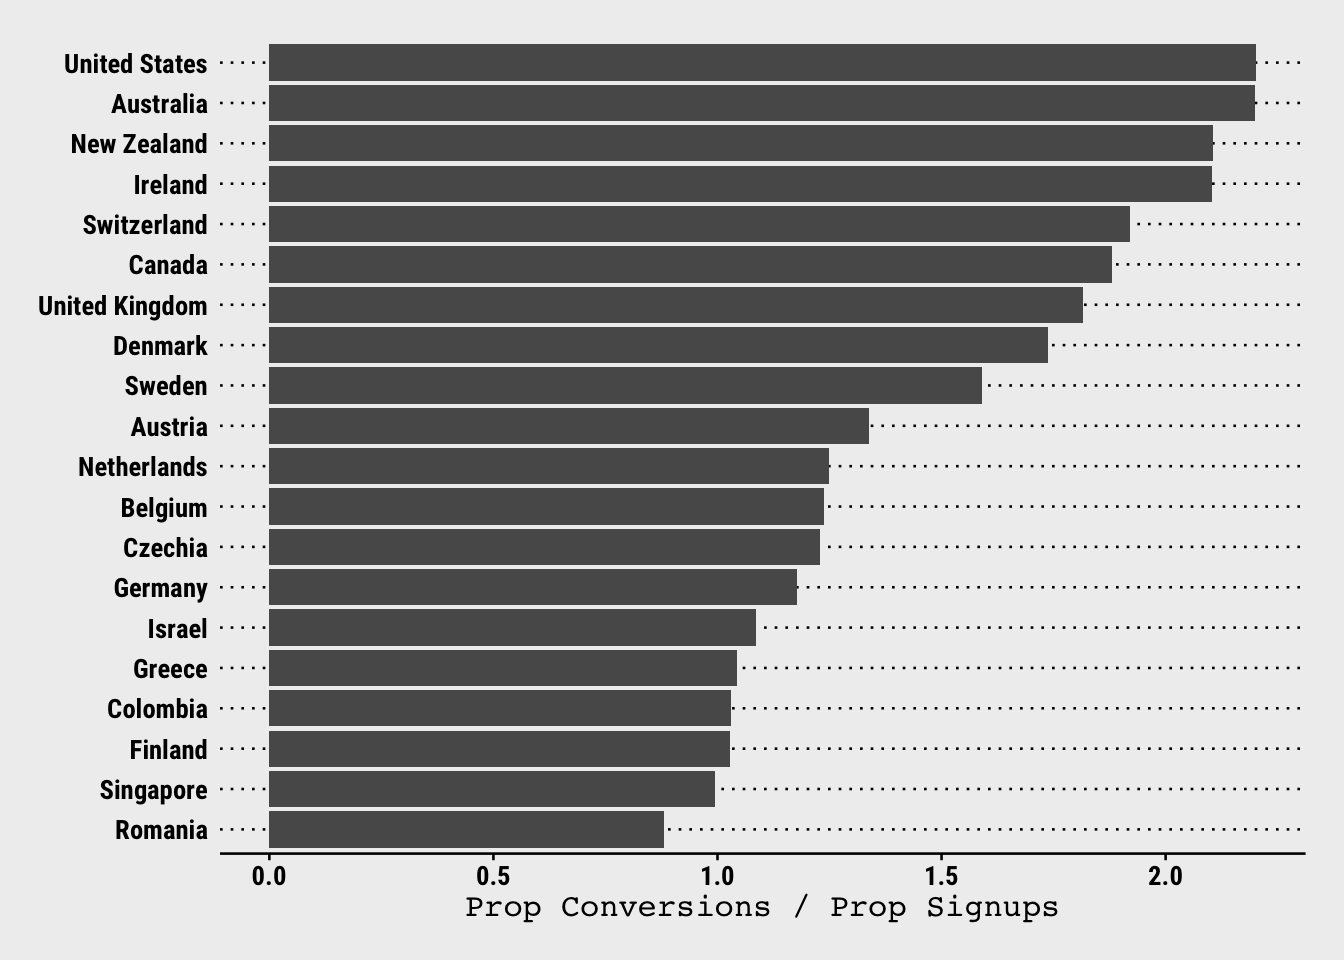 United States
Australia
New Zealand
Ireland
Switzerland
Canada
United Kingdom
Denmark
Sweden
Austria
Netherlands
Belgium
Czechia
Germany
Israel
Greece
Colombia
Finland
Singapore
Romania
0.0 0.5 1.0 1.5 2.0
Prop Conversions / Prop Signups